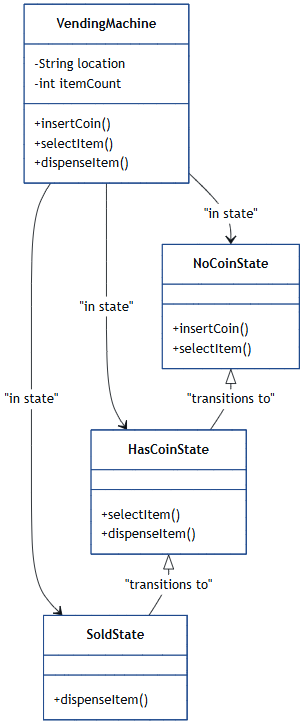 VendingMachine
-String location
-int itemCount
+insertCoin()
+selectItem()
+dispenseItem()
"in state"
NoCoinState
+insertCoin()
+selectItem()
"in state"
"transitions to"
"in state"
HasCoinState
+selectItem()
+dispenseItem()
"transitions to"
SoldState
+dispenseItem()